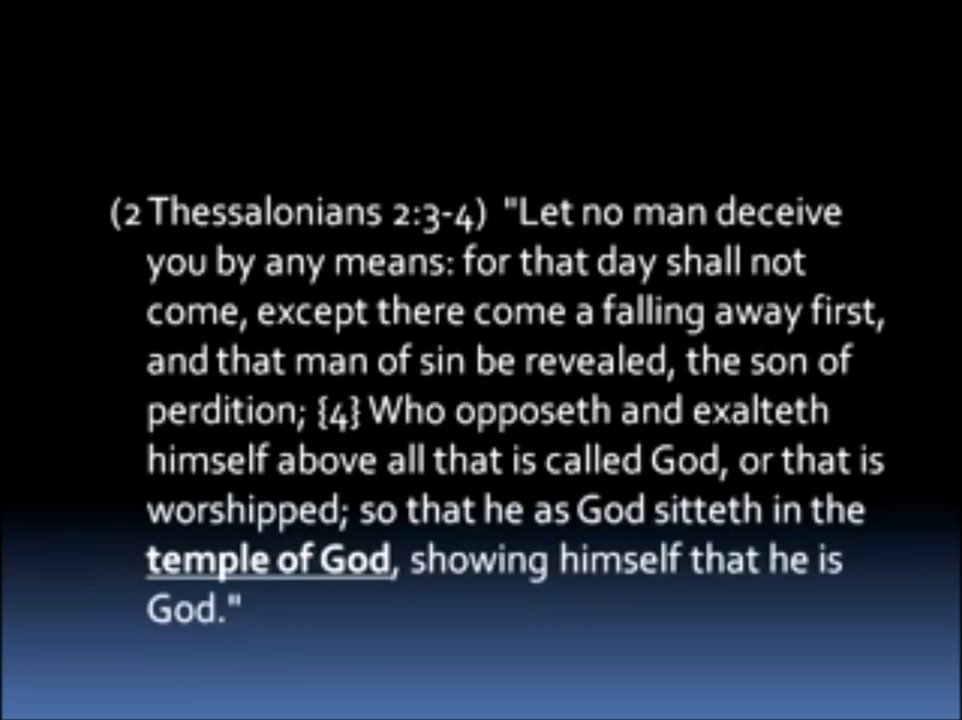 (2 Thessalonians 2:3-4)  "Let no man deceive
you by any means: for that day shall not
come, except there come a falling away first,
and that man of sin be revealed, the son of
perdition; {4} Who opposeth and exalteth
himself above all that is called God, or that is
worshipped; so that he as God sitteth in the
temple of God, showing himself that he is
God."